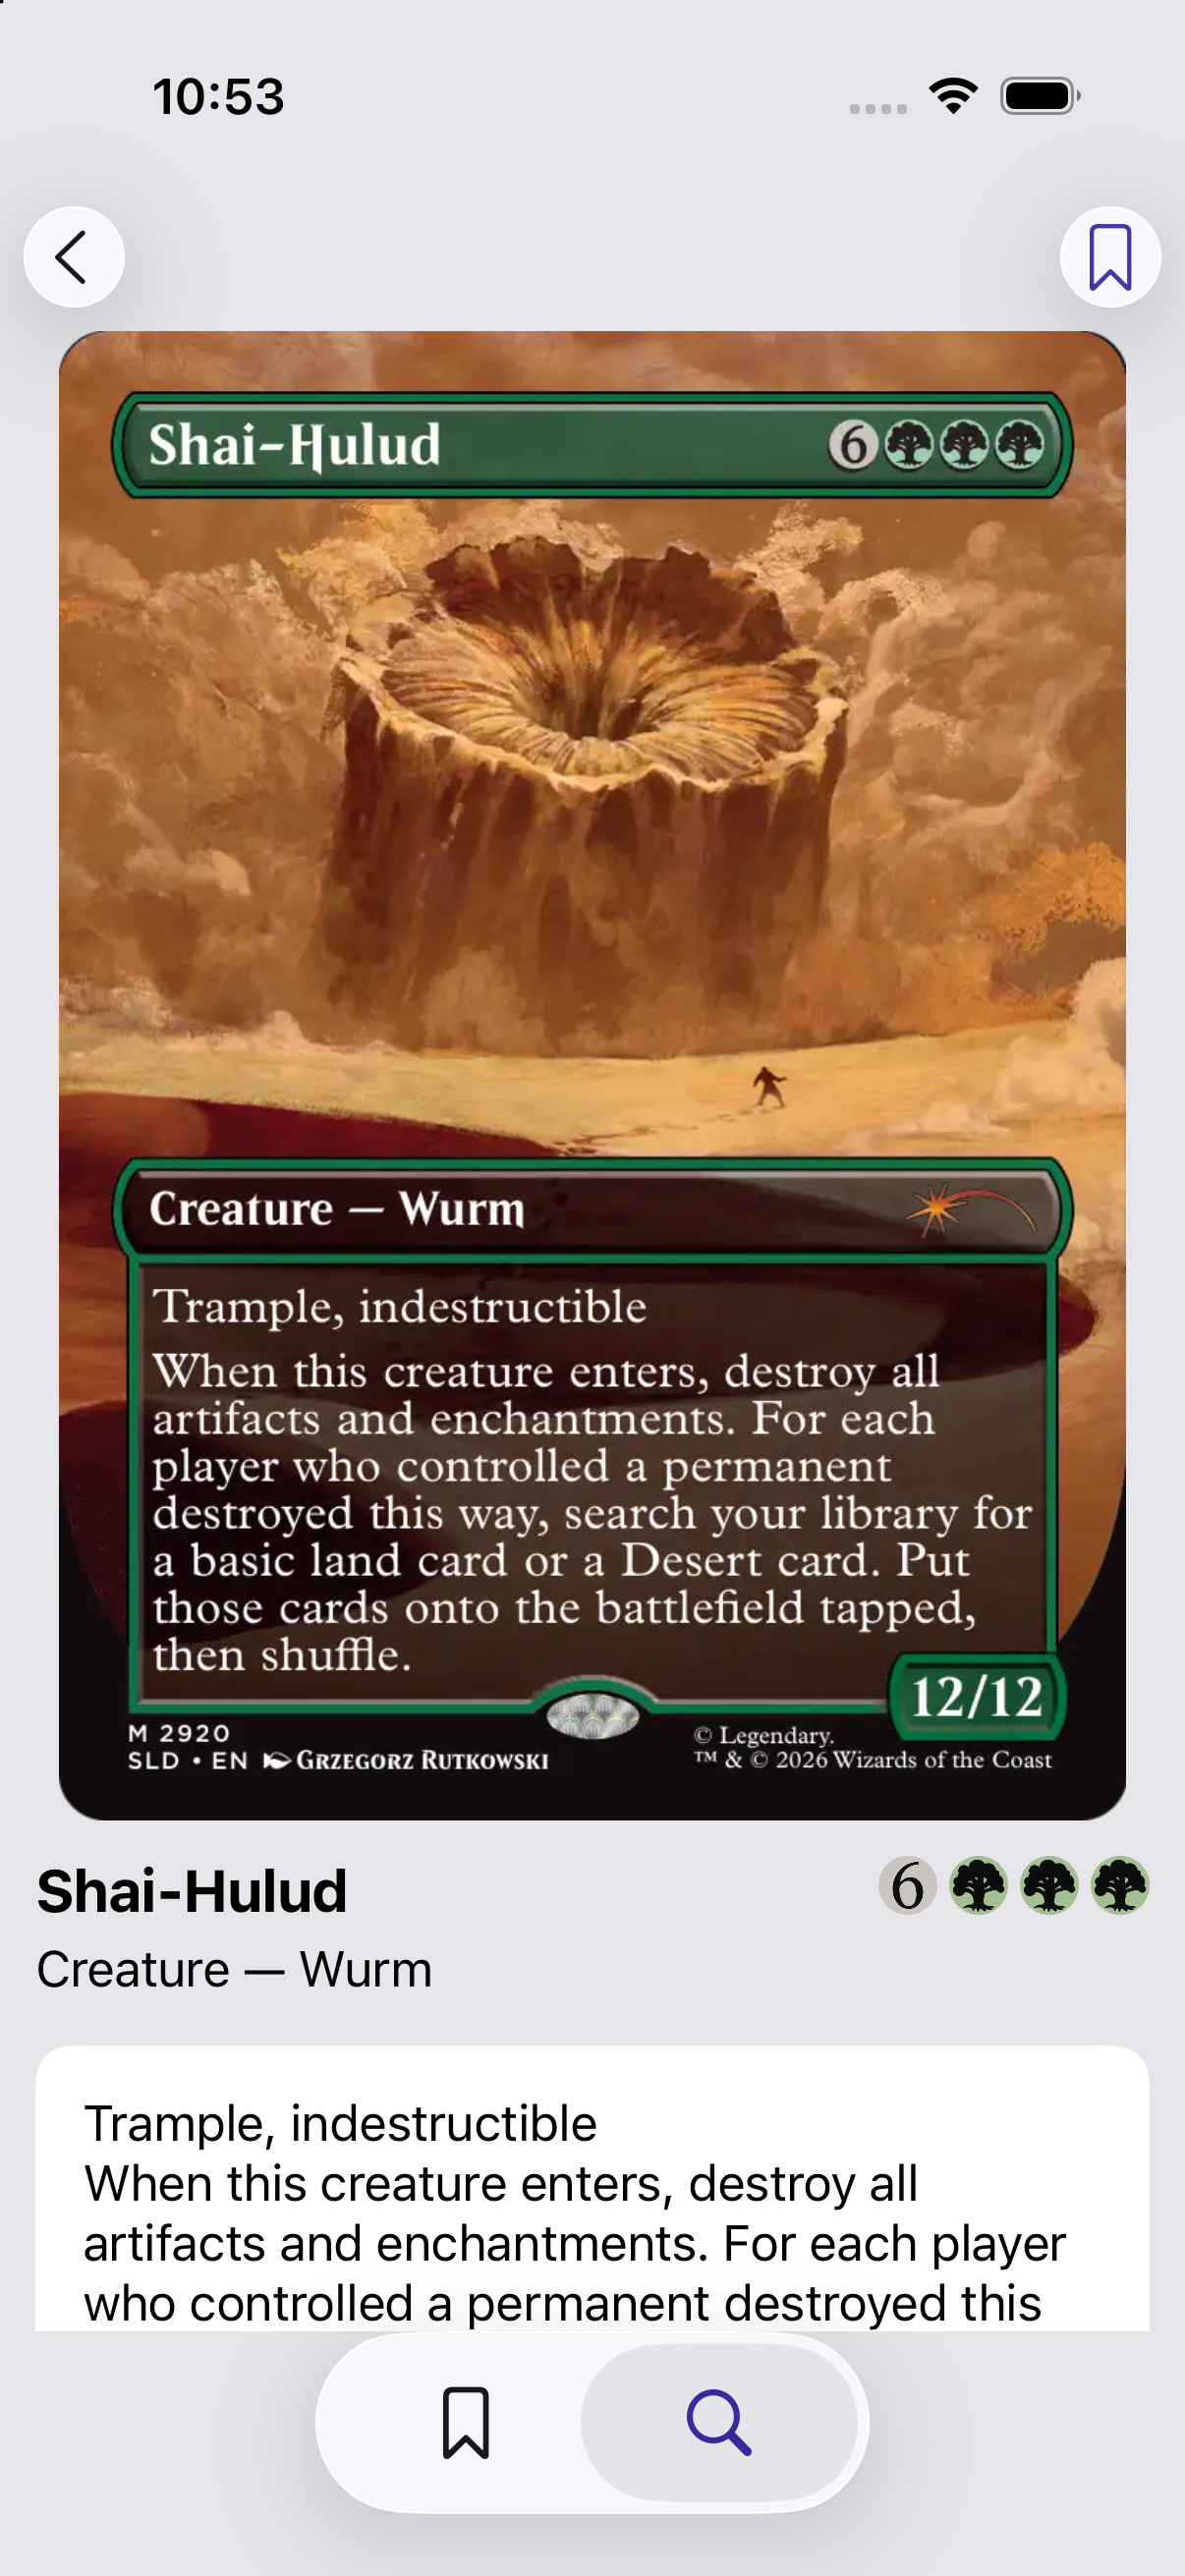 10:53
Shai-Hulud 6
Creature — Wurm
Trample, indestructible
When this creature enters, destroy all
artifacts and enchantments. For each
player who controlled a permanent
destroyed this way, search your library for
a basic land card or a Desert card. Put
those cards onto the battlefield tapped,
then shuffle.
12/12
M 2920
SLD • EN GRZEGORZ RUTKOWSKI
© Legendary.
™ & © 2026 Wizards of the Coast
Shai-Hulud 6
Creature — Wurm
Trample, indestructible
When this creature enters, destroy all
artifacts and enchantments. For each player
who controlled a permanent destroyed this